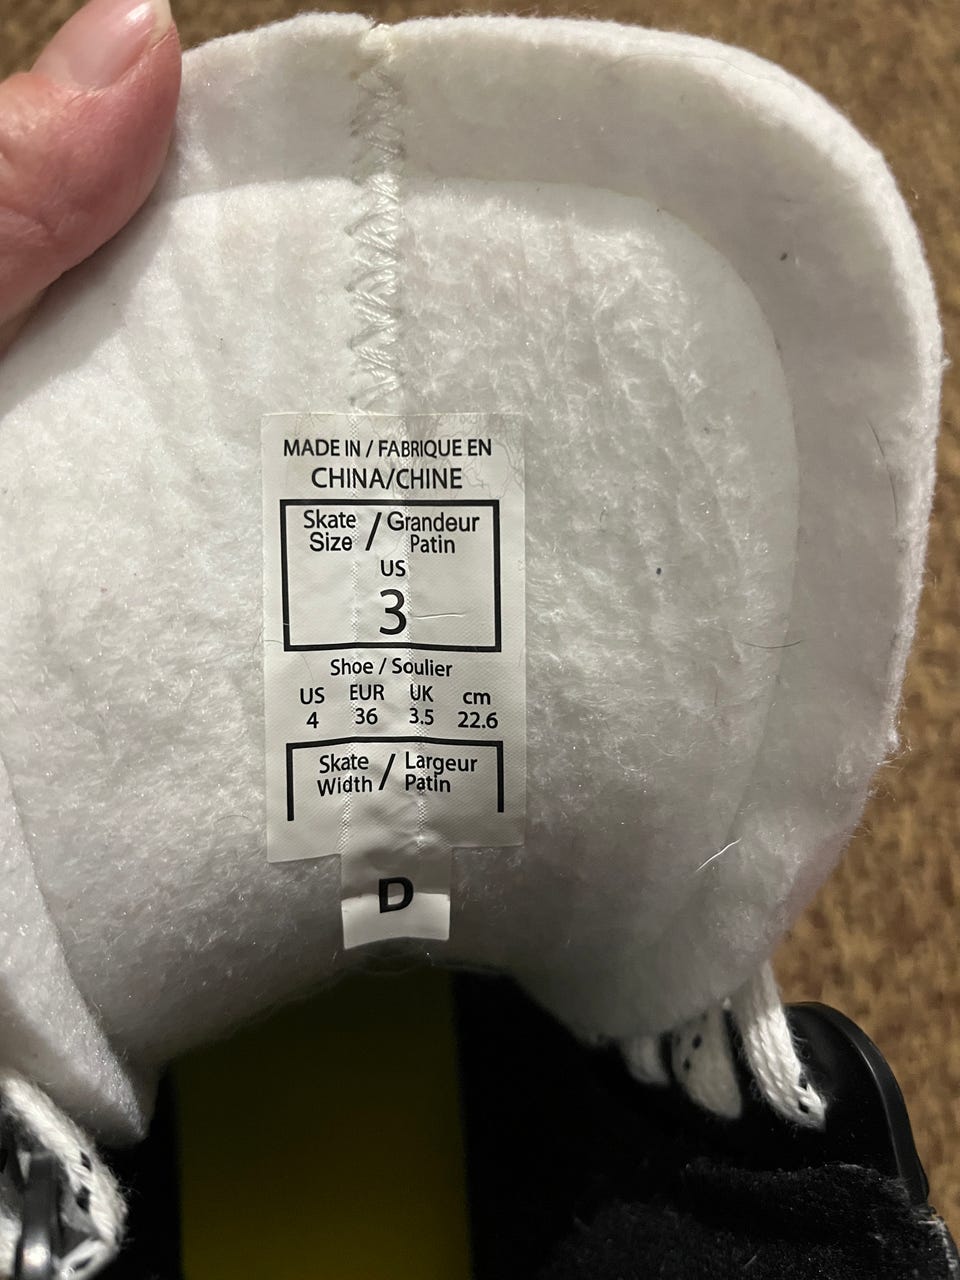 MADE IN / FABRIQUE EN
CHINA/CHINE
Skate Size / Grandeur Patin
US
3
Shoe / Soulier
US EUR UK cm
4 36 3.5 22.6
Skate Width / Largeur Patin
D